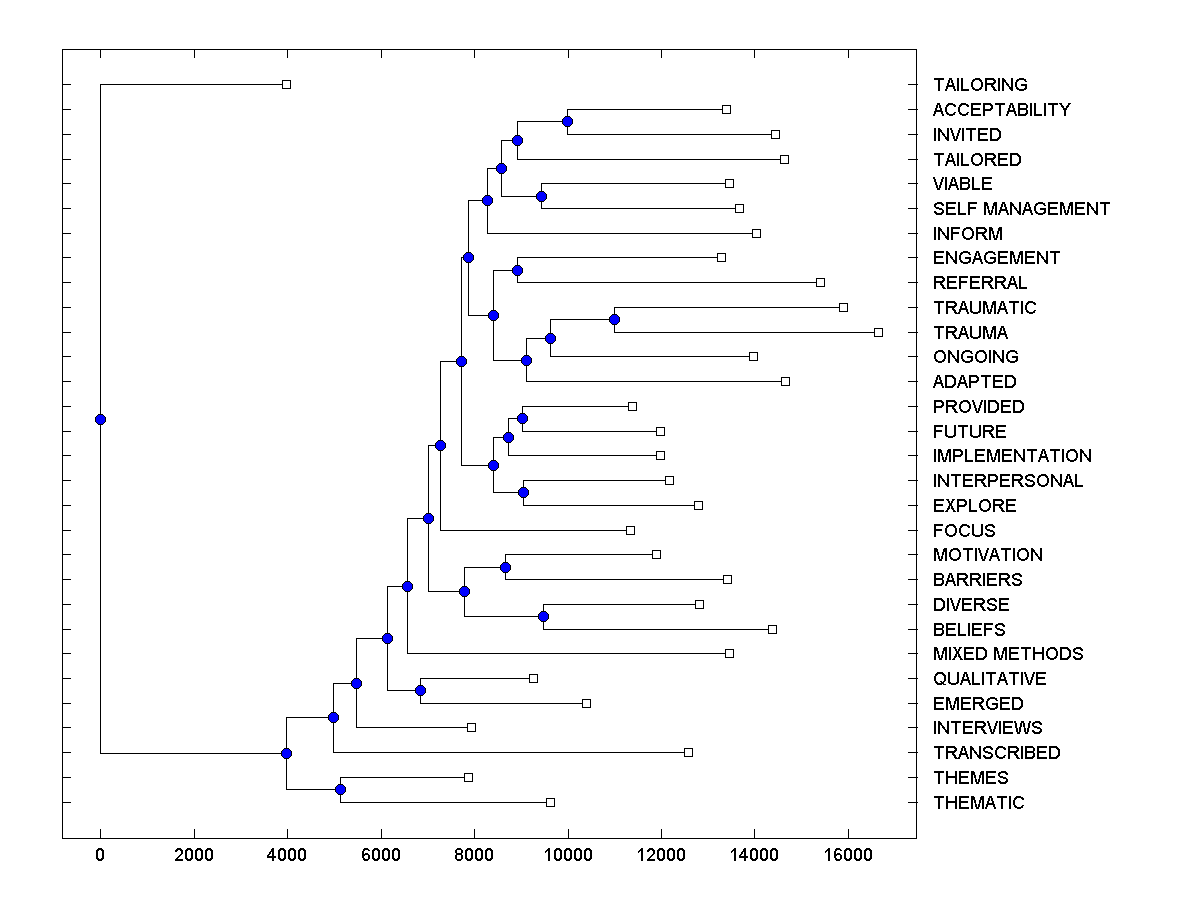 TAILORING
ACCEPTABILITY
INVITED
TAILORED
VIABLE
SELF MANAGEMENT
INFORM
ENGAGEMENT
REFERRAL
TRAUMATIC
TRAUMA
ONGOING
ADAPTED
PROVIDED
FUTURE
IMPLEMENTATION
INTERPERSONAL
EXPLORE
FOCUS
MOTIVATION
BARRIERS
DIVERSE
BELIEFS
MIXED METHODS
QUALITATIVE
EMERGED
INTERVIEWS
TRANSCRIBED
THEMES
THEMATIC
0 2000 4000 6000 8000 10000 12000 14000 16000